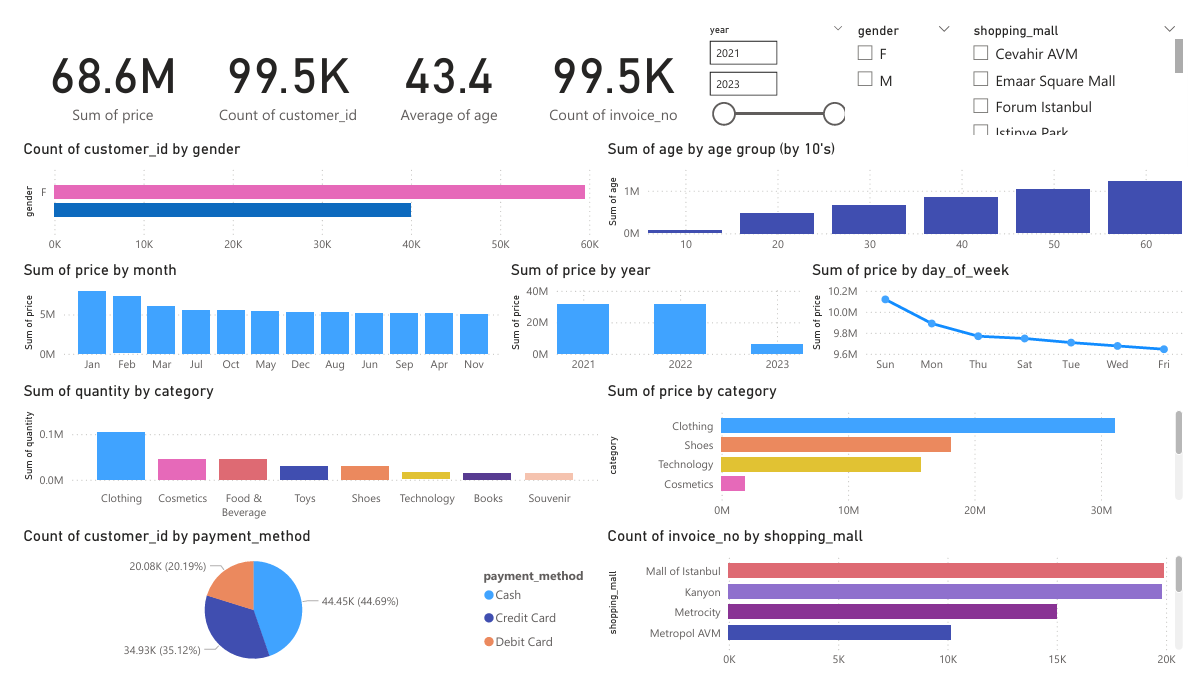 68.6M
Sum of price
99.5K
Count of customer_id
43.4
Average of age
99.5K
Count of invoice_no
year
2021
2023
gender
F
M
shopping_mall
Cevahir AVM
Emaar Square Mall
Forum Istanbul
Istinye Park
Count of customer_id by gender
gender
F
0K 10K 20K 30K 40K 50K 60K
Sum of age by age group (by 10's)
Sum of age
1M
0M
10 20 30 40 50 60
Sum of price by month
Sum of price
5M
0M
Jan Feb Mar Jul Oct May Dec Aug Jun Sep Apr Nov
Sum of price by year
Sum of price
40M
20M
0M
2021 2022 2023
Sum of price by day_of_week
Sum of price
10.2M
10.0M
9.8M
9.6M
Sun Mon Thu Sat Tue Wed Fri
Sum of quantity by category
Sum of quantity
0.1M
0.0M
Clothing Cosmetics Food & Toys Shoes Technology Books Souvenir
Beverage
Sum of price by category
category
Clothing
Shoes
Technology
Cosmetics
0M 10M 20M 30M
Count of customer_id by payment_method
20.08K (20.19%)
44.45K (44.69%)
34.93K (35.12%)
payment_method
Cash
Credit Card
Debit Card
Count of invoice_no by shopping_mall
shopping_mall
Mall of Istanbul
Kanyon
Metrocity
Metropol AVM
0K 5K 10K 15K 20K